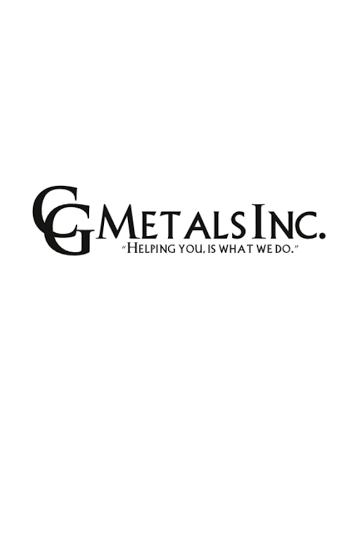 CG METALS INC.
"HELPING YOU, IS WHAT WE DO."